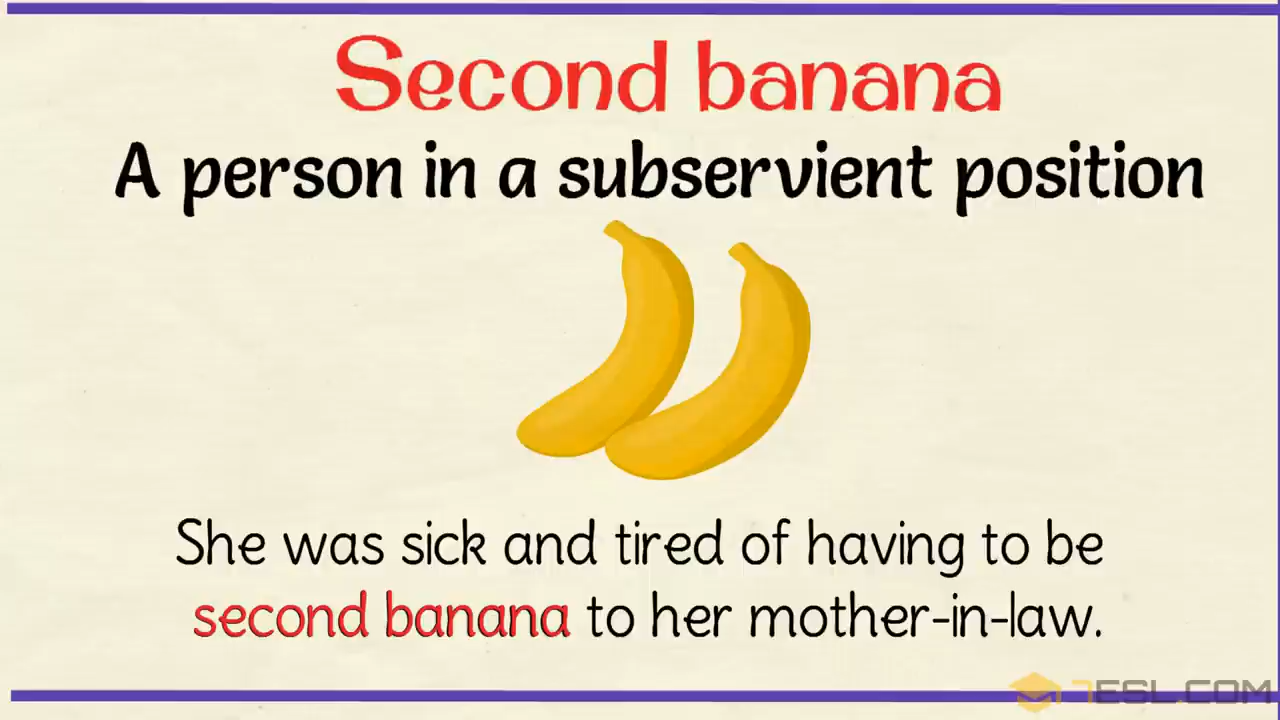 Second banana
A person in a subservient position
She was sick and tired of having to be
second banana to her mother-in-law.
7ESL.COM